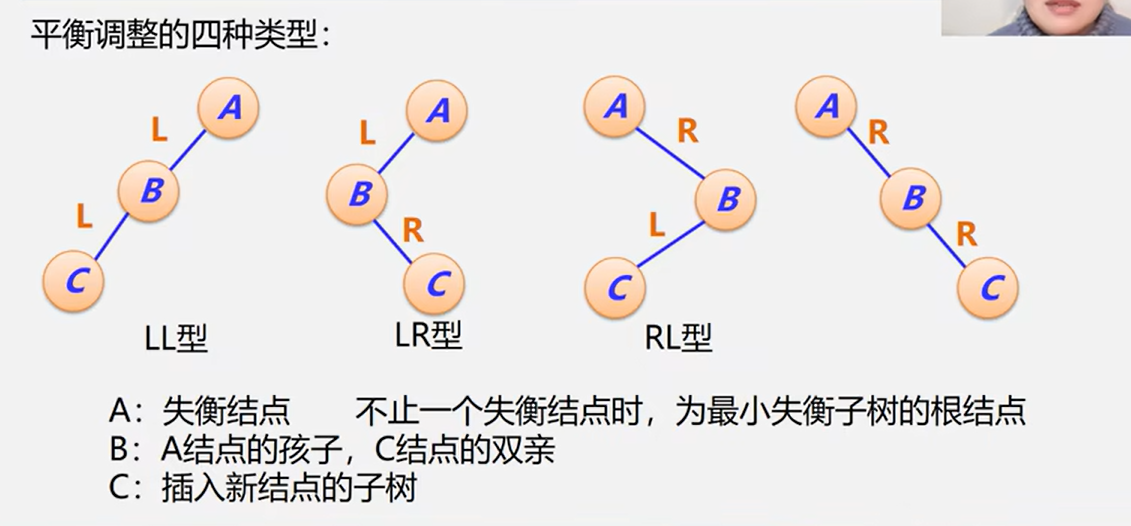 平衡调整的四种类型：
A A A A
L L R R
B B B B
L R L R
C C C C
LL型 LR型 RL型
A：失衡结点 不止一个失衡结点时，为最小失衡子树的根结点
B：A结点的孩子，C结点的双亲
C：插入新结点的子树